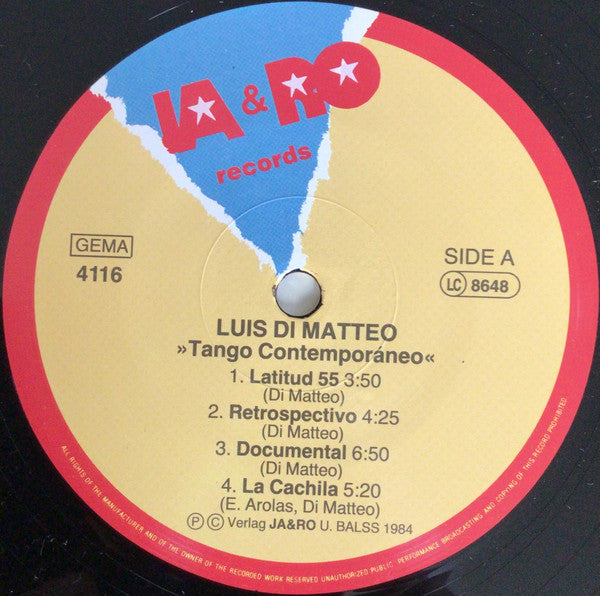 JA & RO
records
GEMA
4116
SIDE A
LC 8648
LUIS DI MATTEO
»Tango Contemporáneo«
1. Latitud 55 3:50
(Di Matteo)
2. Retrospectivo 4:25
(Di Matteo)
3. Documental 6:50
(Di Matteo)
4. La Cachila 5:20
(E. Arolas, Di Matteo)
Ⓟ Ⓒ Verlag JA&RO U. BALSS 1984
ALL RIGHTS OF THE MANUFACTURER AND OF THE OWNER OF THE RECORDED WORK RESERVED UNAUTHORIZED PUBLIC PERFORMANCE BROADCASTING AND COPYING OF THIS RECORD PROHIBITED